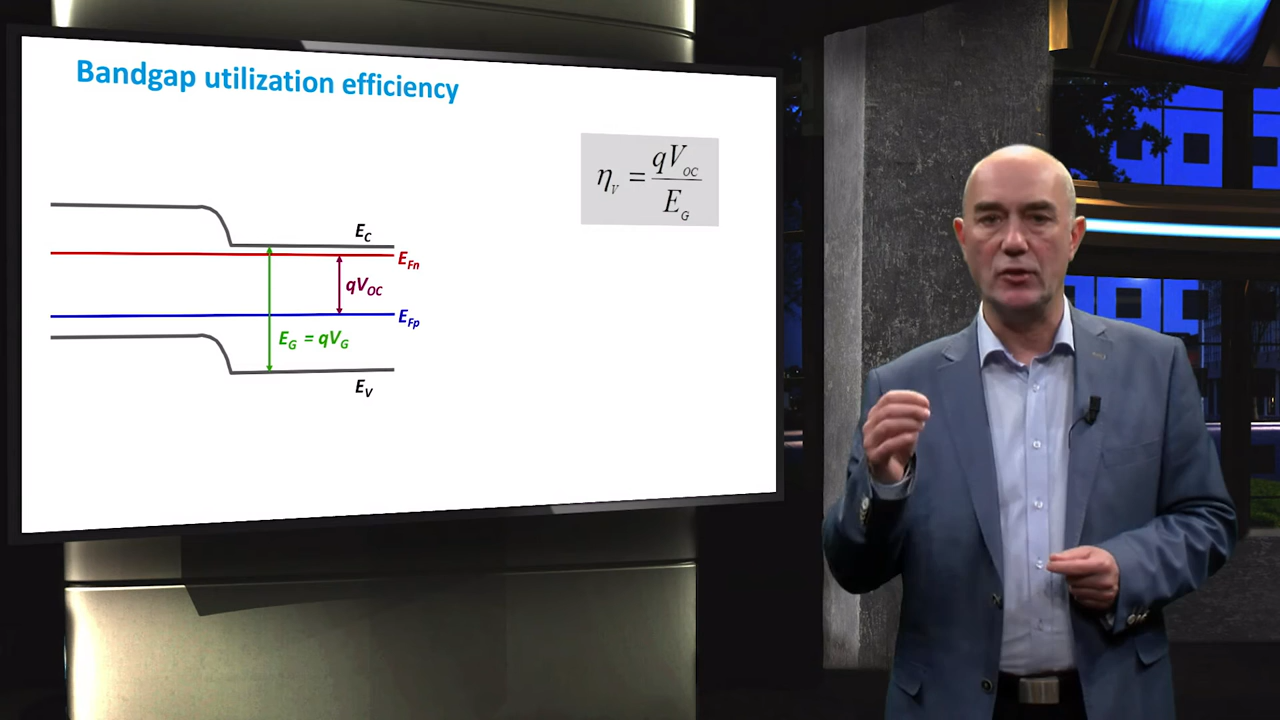 Bandgap utilization efficiency
η_V = qV_OC / E_G
E_C
E_Fn
qV_OC
E_Fp
E_G = qV_G
E_V